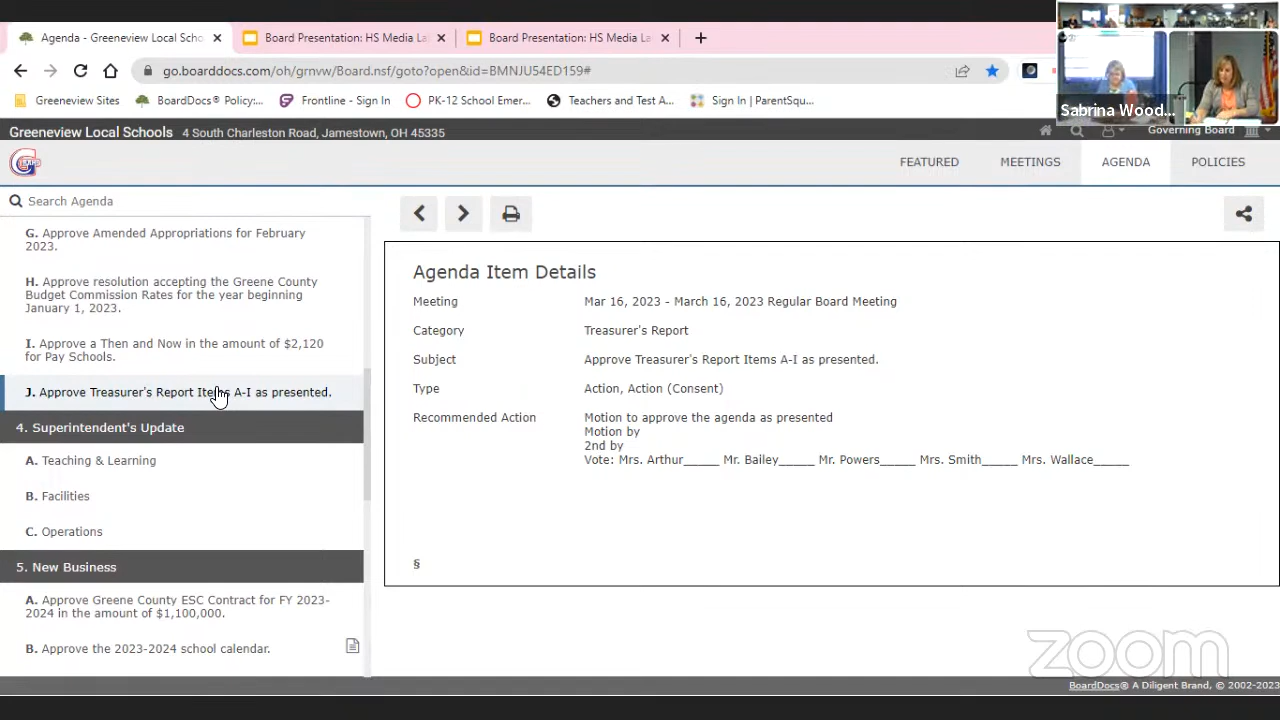 Agenda - Greeneview Local Scho
Board Presentation: HS Media La
Board Presentation: HS Media La
go.boarddocs.com/oh/grnvw/Board.nsf/goto?open&id=BMNJU54ED159#
Greeneview Sites
BoardDocs® Policy:...
Frontline - Sign In
PK-12 School Emer...
Teachers and Test A...
Sign In | ParentSqu...
Sabrina Wood...
Greeneview Local Schools 4 South Charleston Road, Jamestown, OH 45335
Governing Board
FEATURED
MEETINGS
AGENDA
POLICIES
Search Agenda
G. Approve Amended Appropriations for February
2023.
H. Approve resolution accepting the Greene County
Budget Commission Rates for the year beginning
January 1, 2023.
I. Approve a Then and Now in the amount of $2,120
for Pay Schools.
J. Approve Treasurer's Report Items A-I as presented.
4. Superintendent's Update
A. Teaching & Learning
B. Facilities
C. Operations
5. New Business
A. Approve Greene County ESC Contract for FY 2023-
2024 in the amount of $1,100,000.
B. Approve the 2023-2024 school calendar.
Agenda Item Details
Meeting Mar 16, 2023 - March 16, 2023 Regular Board Meeting
Category Treasurer's Report
Subject Approve Treasurer's Report Items A-I as presented.
Type Action, Action (Consent)
Recommended Action Motion to approve the agenda as presented
Motion by
2nd by
Vote: Mrs. Arthur_____ Mr. Bailey_____ Mr. Powers_____ Mrs. Smith_____ Mrs. Wallace_____
§
zoom
BoardDocs® A Diligent Brand, © 2002-2023